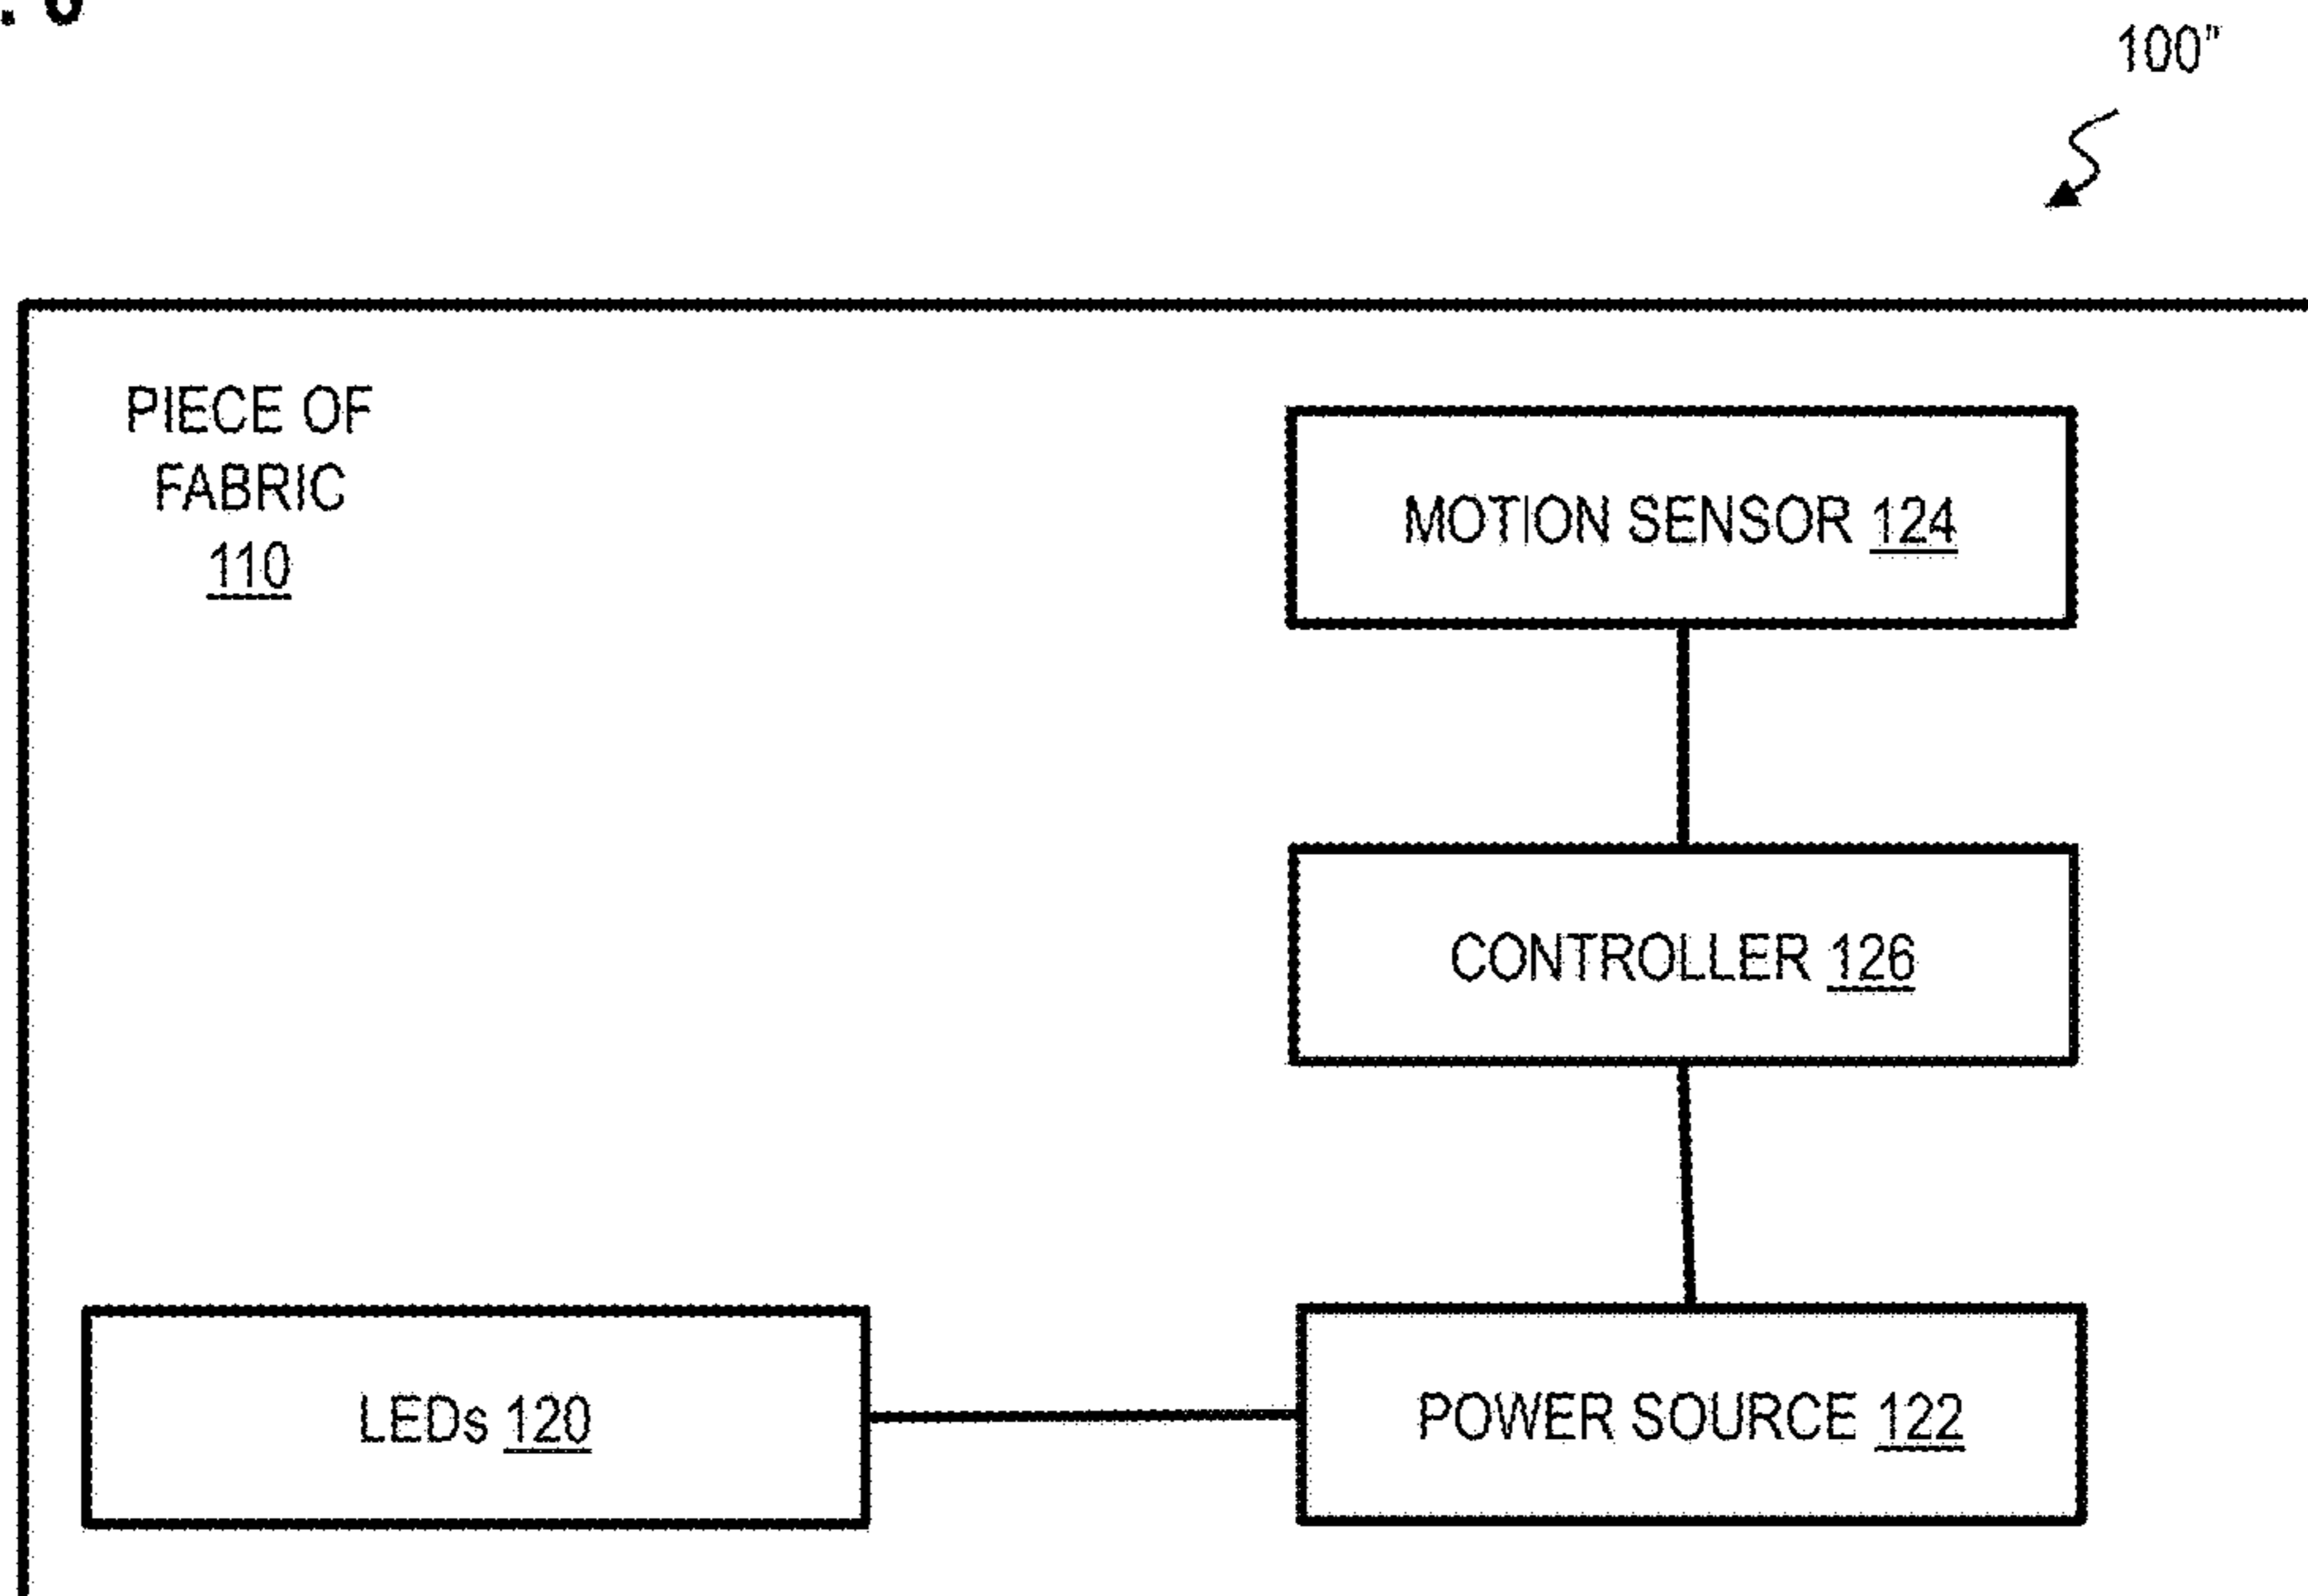 100"
PIECE OF
FABRIC
110
MOTION SENSOR 124
CONTROLLER 126
LEDs 120
POWER SOURCE 122